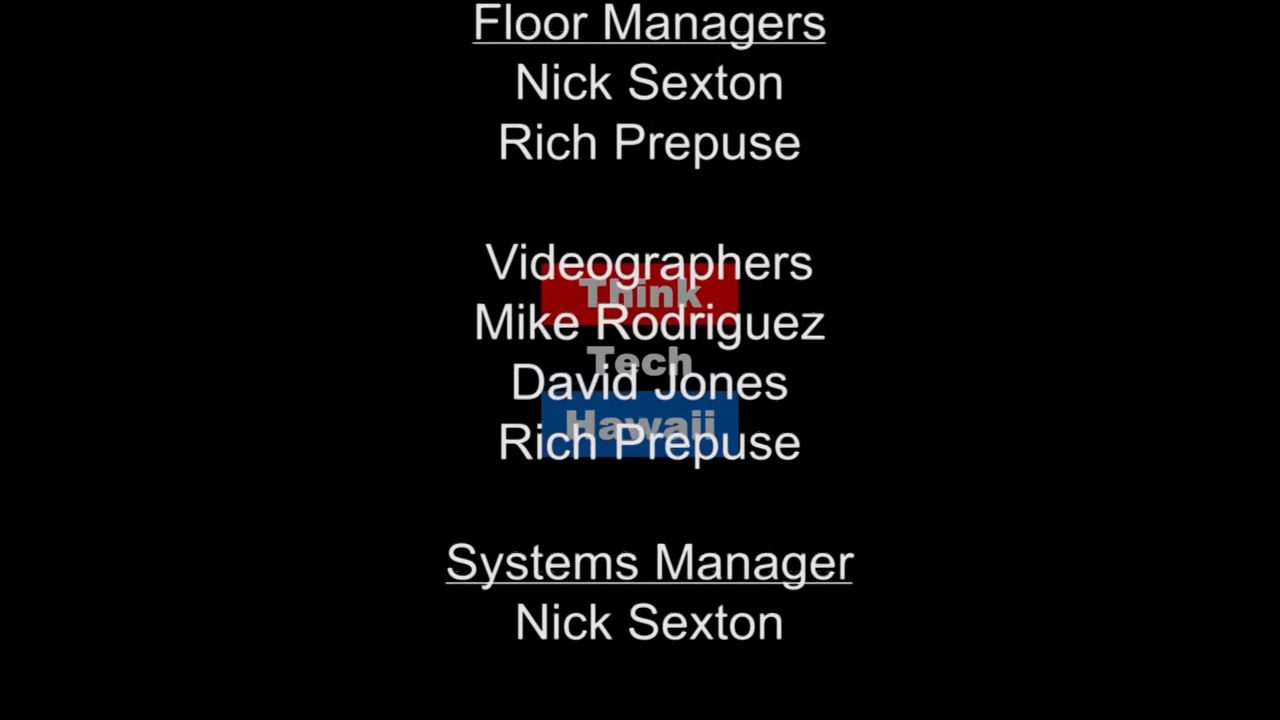 Floor Managers
Nick Sexton
Rich Prepuse
Videographers
Think
Mike Rodriguez
Tech
David Jones
Hawaii
Rich Prepuse
Systems Manager
Nick Sexton